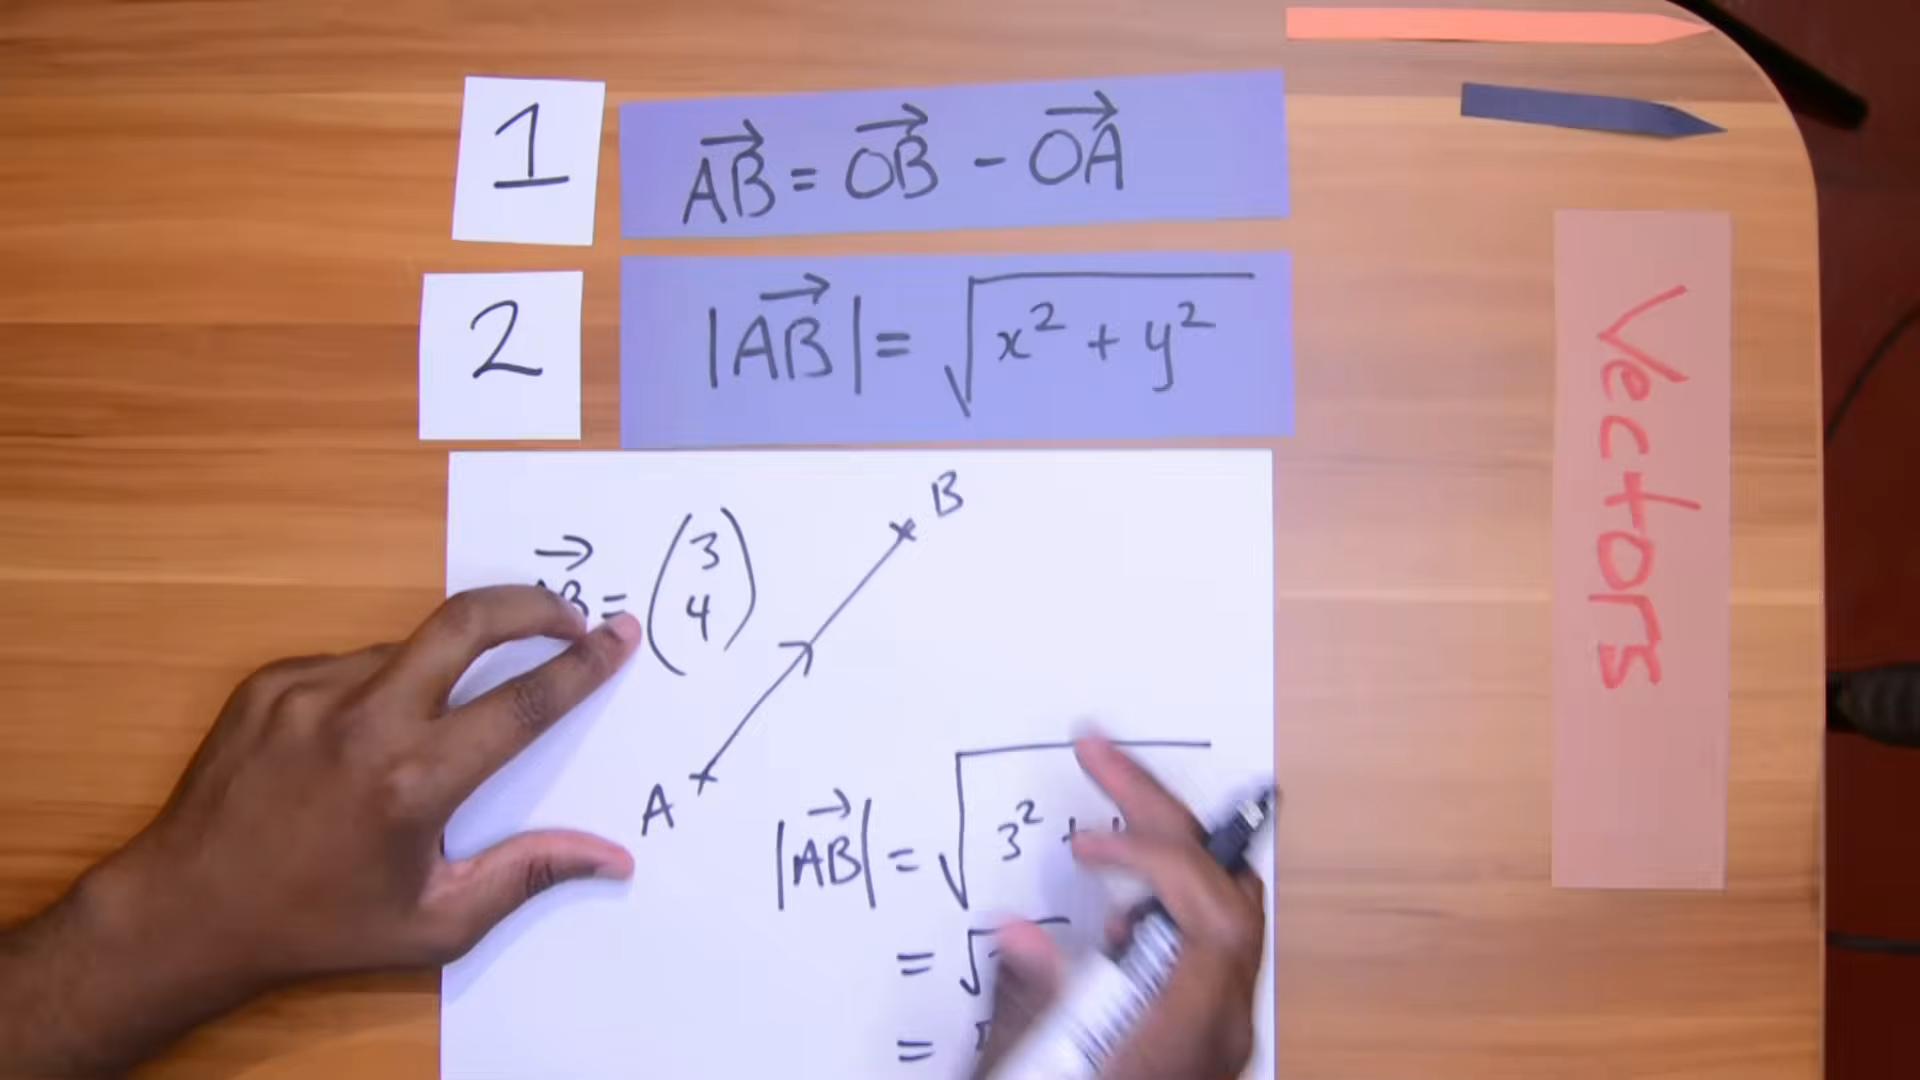 1
→AB = →OB - →OA
2
|→AB| = √(x² + y²)
B
→AB = (3
4)
A
|→AB| = √(3² +
= √
=
Vectors